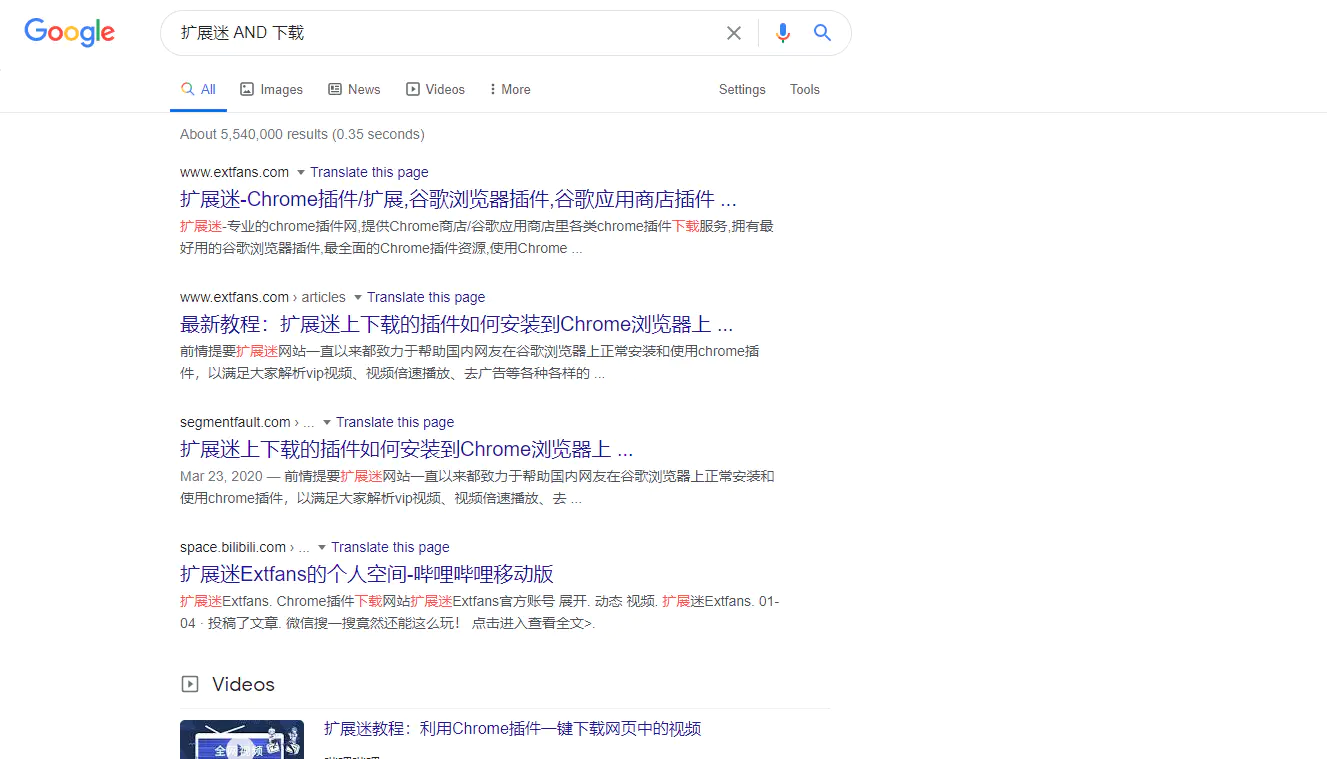 Google
扩展迷 AND 下载
All Images News Videos More Settings Tools
About 5,540,000 results (0.35 seconds)
www.extfans.com Translate this page
扩展迷-Chrome插件/扩展,谷歌浏览器插件,谷歌应用商店插件 ...
扩展迷-专业的chrome插件网,提供Chrome商店/谷歌应用商店里各类chrome插件下载服务,拥有最
好用的谷歌浏览器插件,最全面的Chrome插件资源,使用Chrome ...
www.extfans.com › articles Translate this page
最新教程：扩展迷上下载的插件如何安装到Chrome浏览器上 ...
前情提要扩展迷网站一直以来都致力于帮助国内网友在谷歌浏览器上正常安装和使用chrome插
件，以满足大家解析vip视频、视频倍速播放、去广告等各种各样的 ...
segmentfault.com › ... Translate this page
扩展迷上下载的插件如何安装到Chrome浏览器上 ...
Mar 23, 2020 — 前情提要扩展迷网站一直以来都致力于帮助国内网友在谷歌浏览器上正常安装和
使用chrome插件，以满足大家解析vip视频、视频倍速播放、去 ...
space.bilibili.com › ... Translate this page
扩展迷Extfans的个人空间-哔哩哔哩移动版
扩展迷Extfans. Chrome插件下载网站扩展迷Extfans官方账号 展开. 动态 视频. 扩展迷Extfans. 01-
04 · 投稿了文章. 微信搜一搜竟然还能这么玩！ 点击进入查看全文>.
Videos
扩展迷教程：利用Chrome插件一键下载网页中的视频